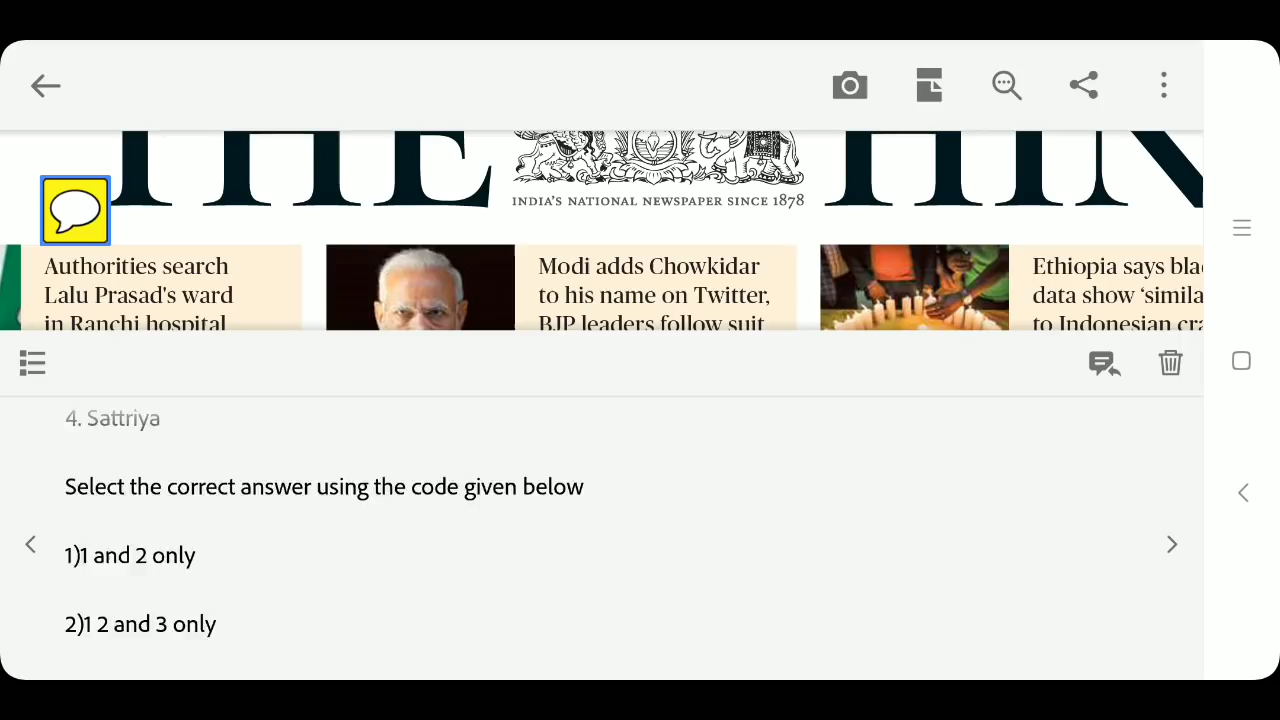 THE HIN
INDIA'S NATIONAL NEWSPAPER SINCE 1878
Authorities search
Lalu Prasad's ward
in Ranchi hospital
Modi adds Chowkidar
to his name on Twitter,
BJP leaders follow suit
Ethiopia says bla
data show ‘simila
to Indonesian cra
4. Sattriya
Select the correct answer using the code given below
1)1 and 2 only
2)1 2 and 3 only